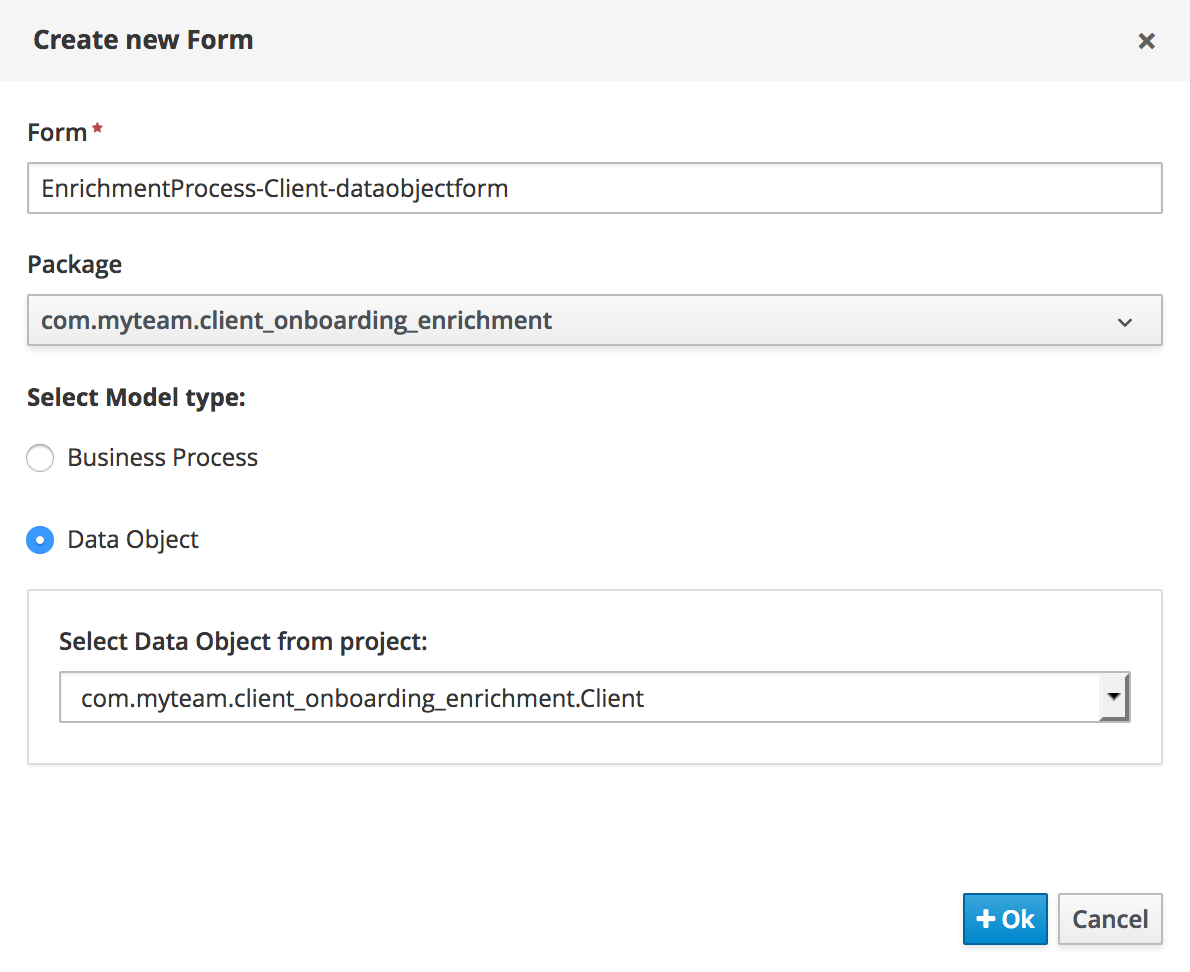 Create new Form
Form *
EnrichmentProcess-Client-dataobjectform
Package
com.myteam.client_onboarding_enrichment
Select Model type:
Business Process
Data Object
Select Data Object from project:
com.myteam.client_onboarding_enrichment.Client
+ Ok Cancel